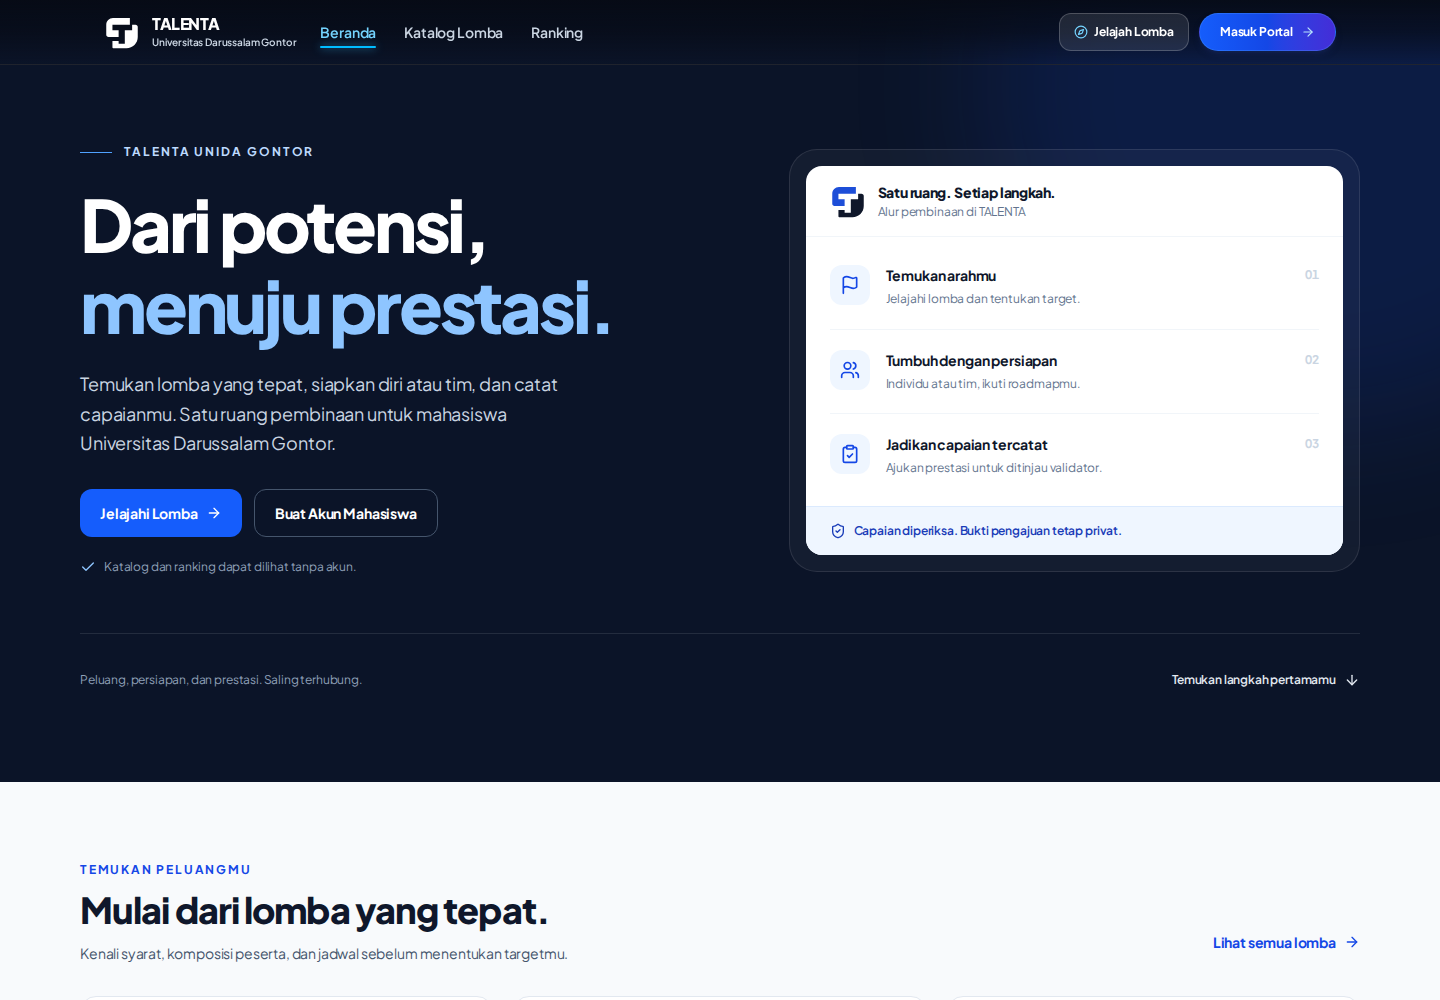 TALENTA
Universitas Darussalam Gontor
Beranda
Katalog Lomba
Ranking
Jelajah Lomba
Masuk Portal
TALENTA UNIDA GONTOR
Dari potensi,
menuju prestasi.
Temukan lomba yang tepat, siapkan diri atau tim, dan catat
capaianmu. Satu ruang pembinaan untuk mahasiswa
Universitas Darussalam Gontor.
Jelajahi Lomba
Buat Akun Mahasiswa
Katalog dan ranking dapat dilihat tanpa akun.
Satu ruang. Setiap langkah.
Alur pembinaan di TALENTA
Temukan arahmu
01
Jelajahi lomba dan tentukan target.
Tumbuh dengan persiapan
02
Individu atau tim, ikuti roadmapmu.
Jadikan capaian tercatat
03
Ajukan prestasi untuk ditinjau validator.
Capaian diperiksa. Bukti pengajuan tetap privat.
Peluang, persiapan, dan prestasi. Saling terhubung.
Temukan langkah pertamamu
TEMUKAN PELUANGMU
Mulai dari lomba yang tepat.
Kenali syarat, komposisi peserta, dan jadwal sebelum menentukan targetmu.
Lihat semua lomba